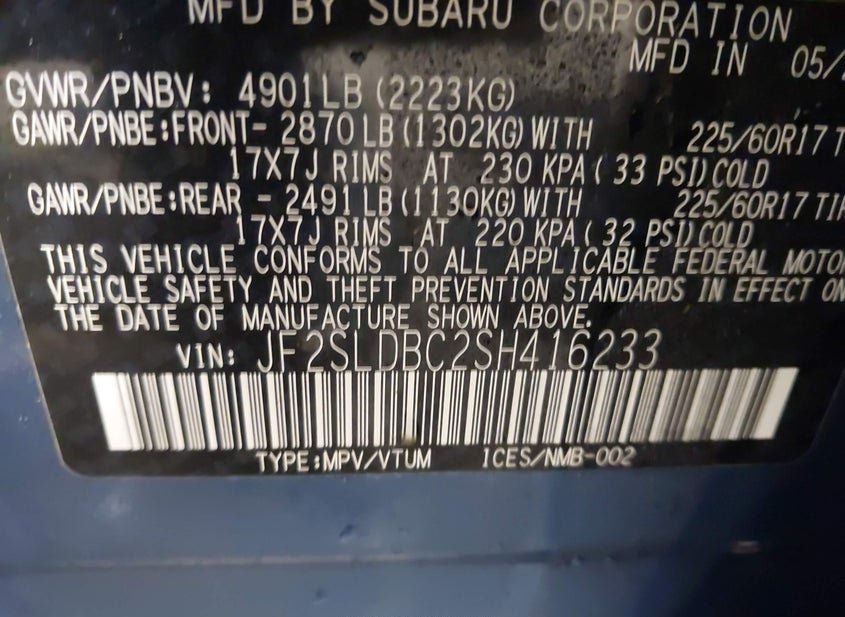 MFD BY SUBARU CORPORATION
MFD IN 05/
GVWR/PNBV: 4901LB (2223KG)
GAWR/PNBE:FRONT- 2870 LB(1302KG)WITH 225/60R17 T
17X7J RIMS AT 230 KPA( 33 PSI)COLD
GAWR/PNBE:REAR - 2491 LB(1130KG)WITH 225/60R17 TIR
17X7J RIMS AT 220 KPA( 32 PSI)COLD
THIS VEHICLE CONFORMS TO ALL APPLICABLE FEDERAL MOTO
VEHICLE SAFETY AND THEFT PREVENTION STANDARDS IN EFFECT ON
THE DATE OF MANUFACTURE SHOWN ABOVE.
VIN: JF2SLDBC2SH416233
TYPE:MPV/VTUM ICES/NMB-002